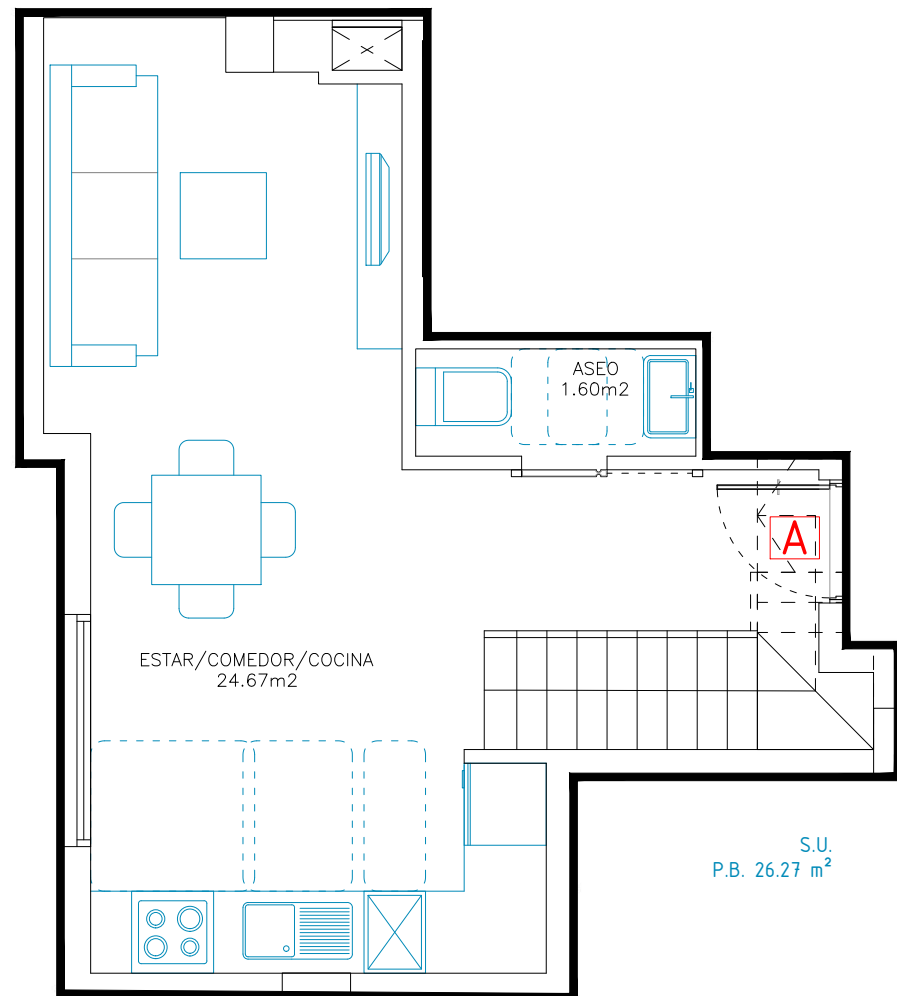 ASEO
1.60m2
A
ESTAR/COMEDOR/COCINA
24.67m2
S.U.
P.B. 26.27 m²